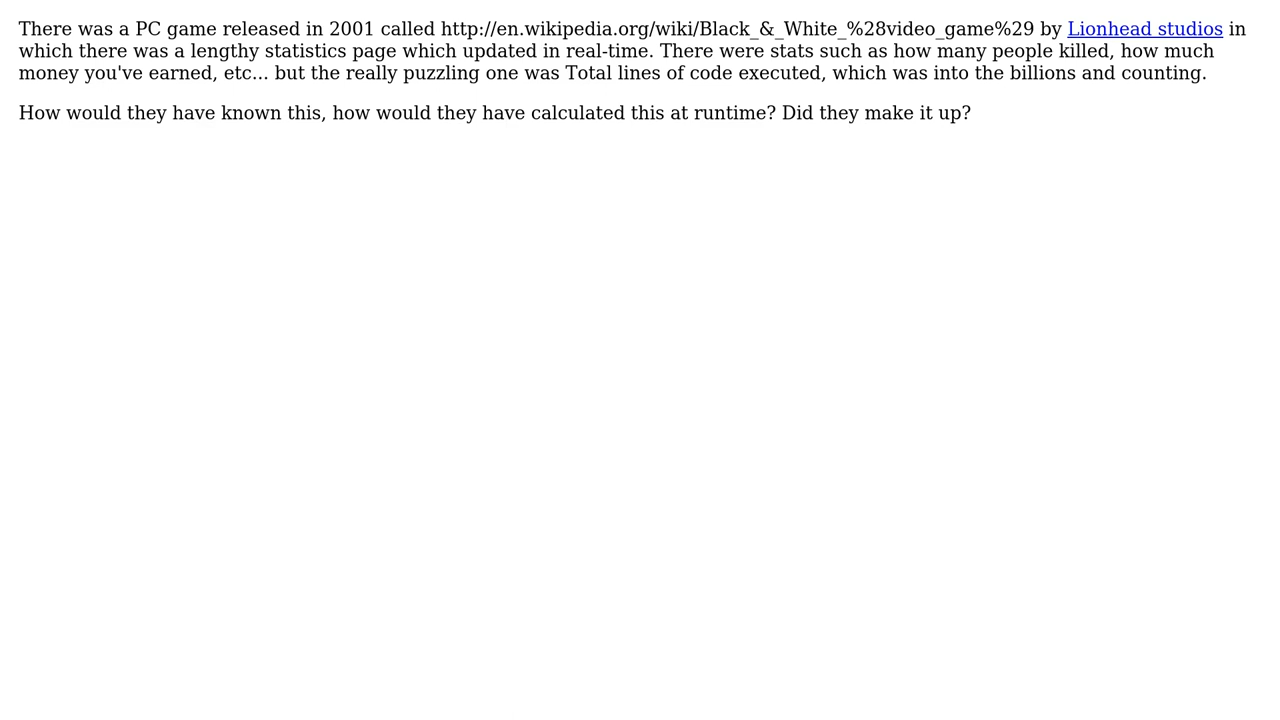 There was a PC game released in 2001 called http://en.wikipedia.org/wiki/Black_&_White_%28video_game%29 by Lionhead studios in
which there was a lengthy statistics page which updated in real-time. There were stats such as how many people killed, how much
money you've earned, etc... but the really puzzling one was Total lines of code executed, which was into the billions and counting.
How would they have known this, how would they have calculated this at runtime? Did they make it up?